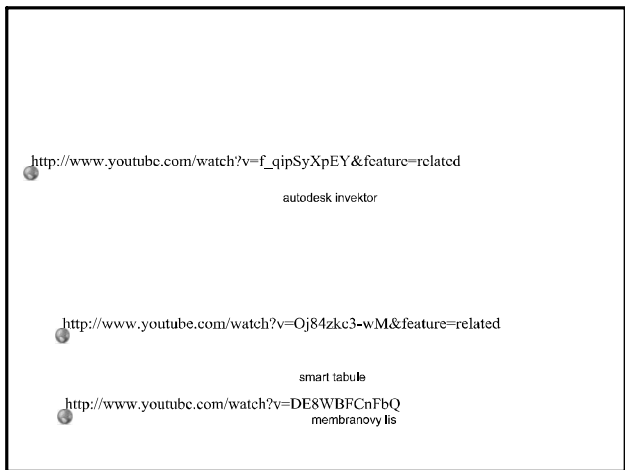 http://www.youtube.com/watch?v=f_qipSyXpEY&feature=related
autodesk invektor
http://www.youtube.com/watch?v=Oj84zkc3-wM&feature=related
smart tabule
http://www.youtube.com/watch?v=DE8WBFCnFbQ
membranovy lis